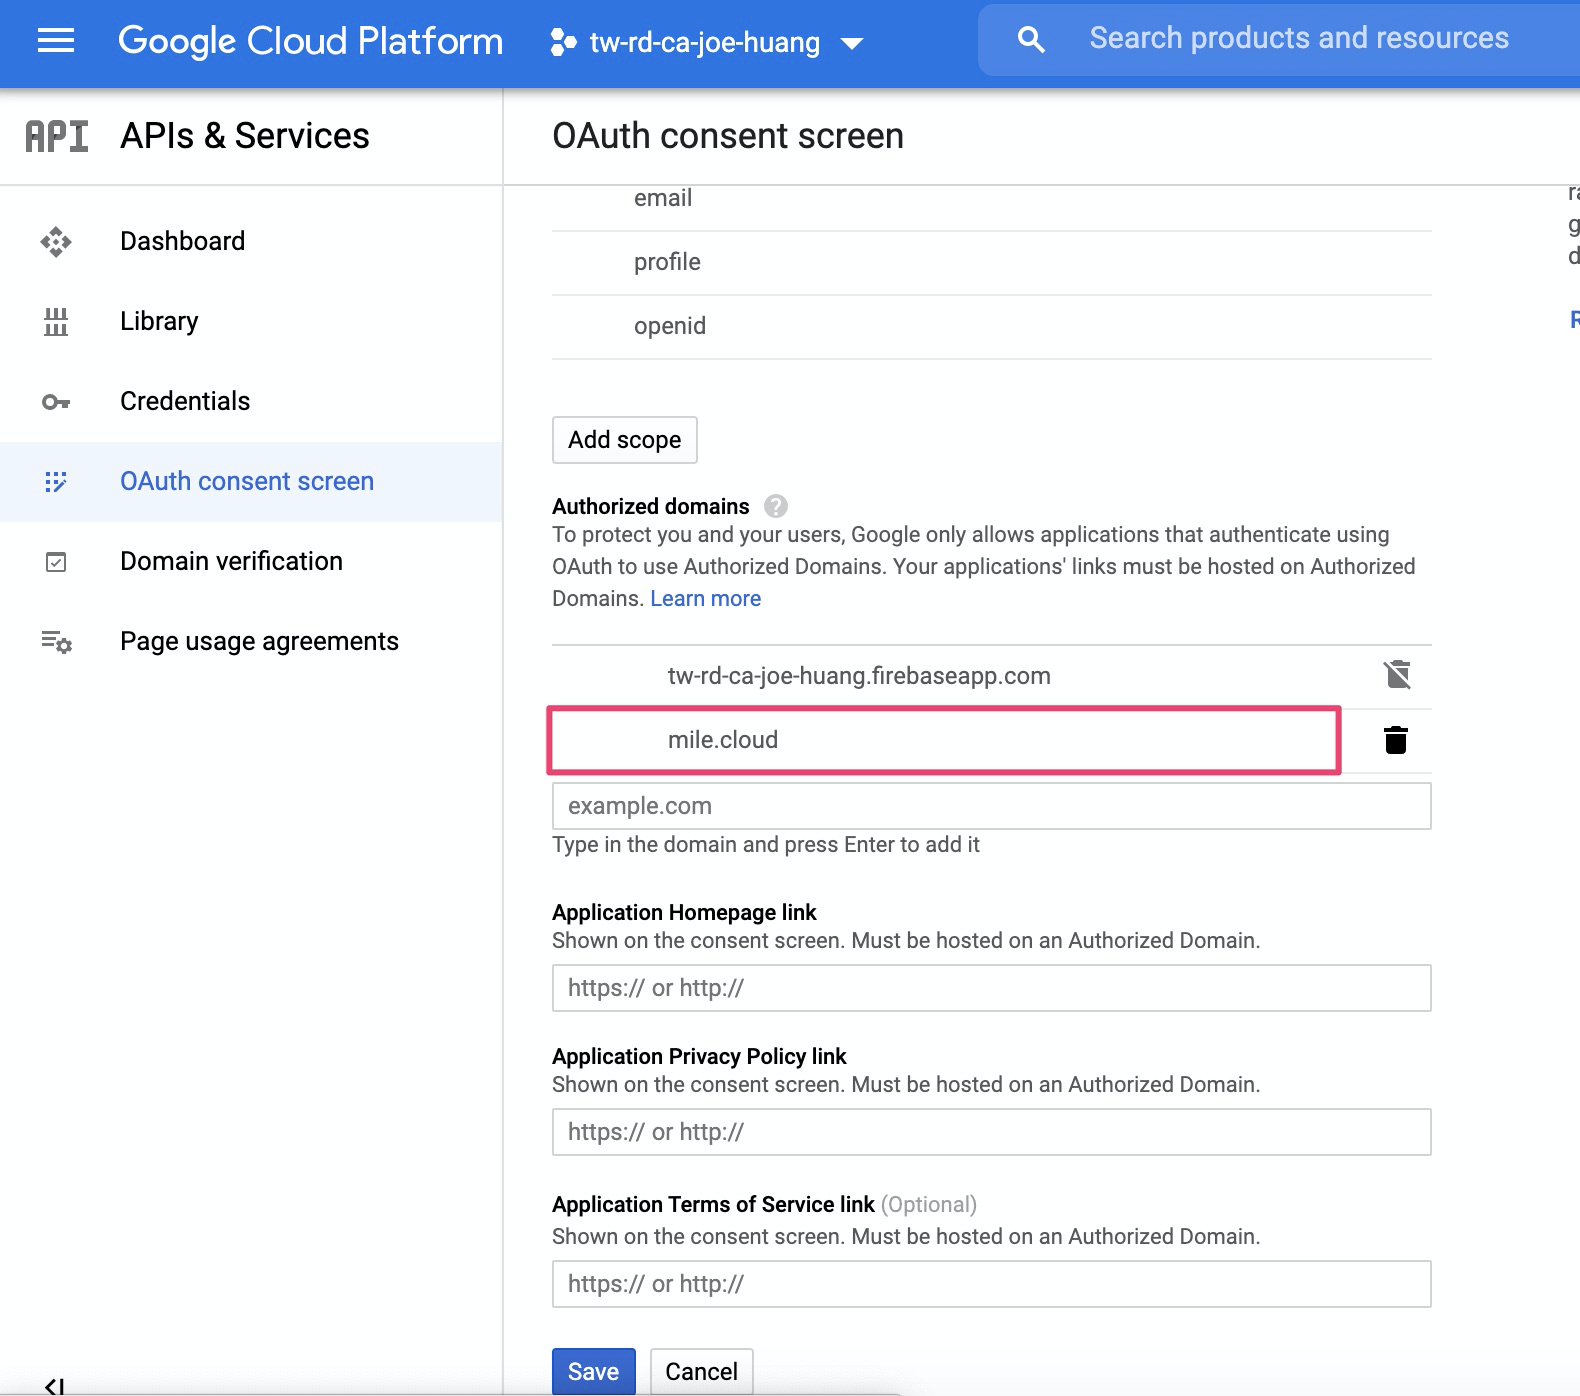 Google Cloud Platform
tw-rd-ca-joe-huang
Search products and resources
API
APIs & Services
OAuth consent screen
Dashboard
Library
Credentials
OAuth consent screen
Domain verification
Page usage agreements
email
profile
openid
Add scope
Authorized domains ?
To protect you and your users, Google only allows applications that authenticate using
OAuth to use Authorized Domains. Your applications' links must be hosted on Authorized
Domains. Learn more
tw-rd-ca-joe-huang.firebaseapp.com
mile.cloud
example.com
Type in the domain and press Enter to add it
Application Homepage link
Shown on the consent screen. Must be hosted on an Authorized Domain.
https:// or http://
Application Privacy Policy link
Shown on the consent screen. Must be hosted on an Authorized Domain.
https:// or http://
Application Terms of Service link (Optional)
Shown on the consent screen. Must be hosted on an Authorized Domain.
https:// or http://
Save
Cancel